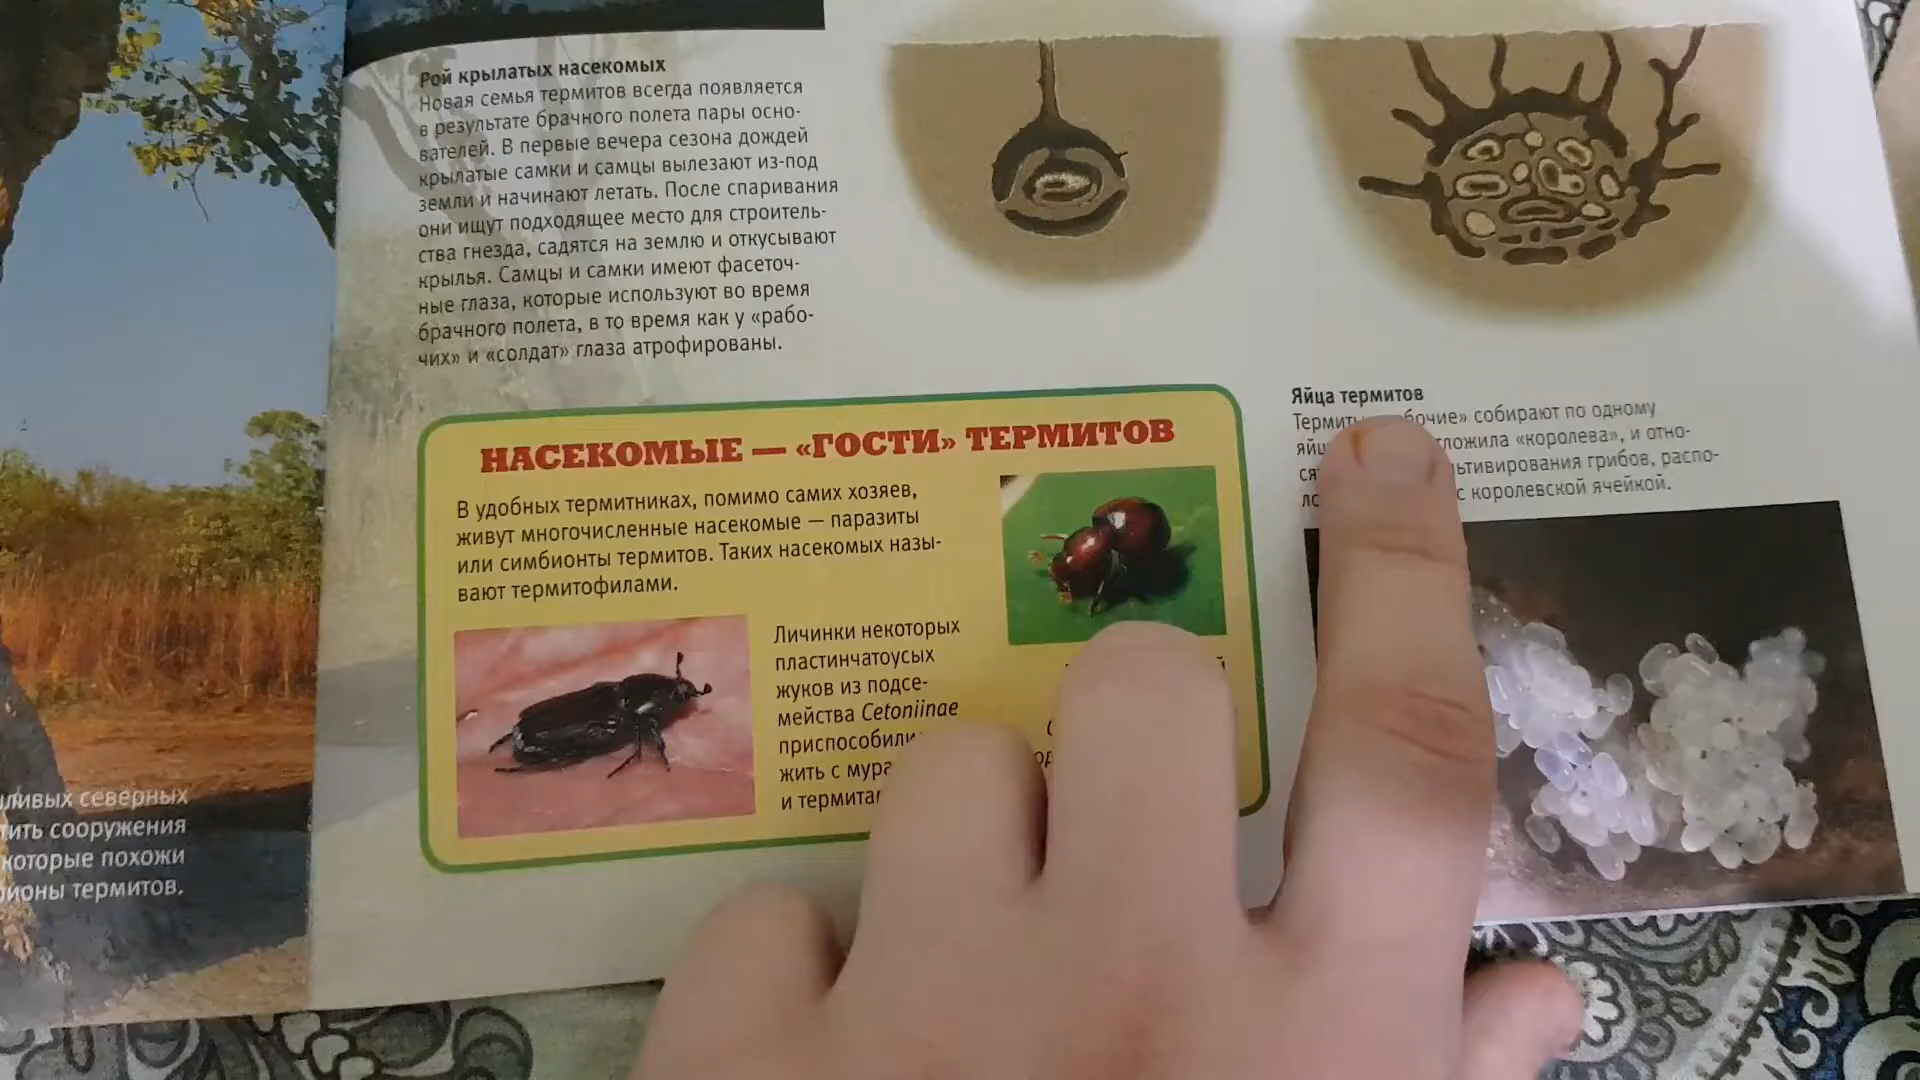 Рой крылатых насекомых
Новая семья термитов всегда появляется
в результате брачного полета пары осно-
вателей. В первые вечера сезона дождей
крылатые самки и самцы вылезают из-под
земли и начинают летать. После спаривания
они ищут подходящее место для строитель-
ства гнезда, садятся на землю и откусывают
крылья. Самцы и самки имеют фасеточ-
ные глаза, которые используют во время
брачного полета, в то время как у «рабо-
чих» и «солдат» глаза атрофированы.
НАСЕКОМЫЕ — «ГОСТИ» ТЕРМИТОВ
В удобных термитниках, помимо самих хозяев,
живут многочисленные насекомые — паразиты
или симбионты термитов. Таких насекомых назы-
вают термитофилами.
Личинки некоторых
пластинчатоусых
жуков из подсе-
мейства Cetoniinae
приспособили
жить с мура
и термита
Яйца термитов
собирают по одному
«королева», и отно-
грибов, распо-
с королевской ячейкой.
северных
сооружения
которые похожи
термитов.